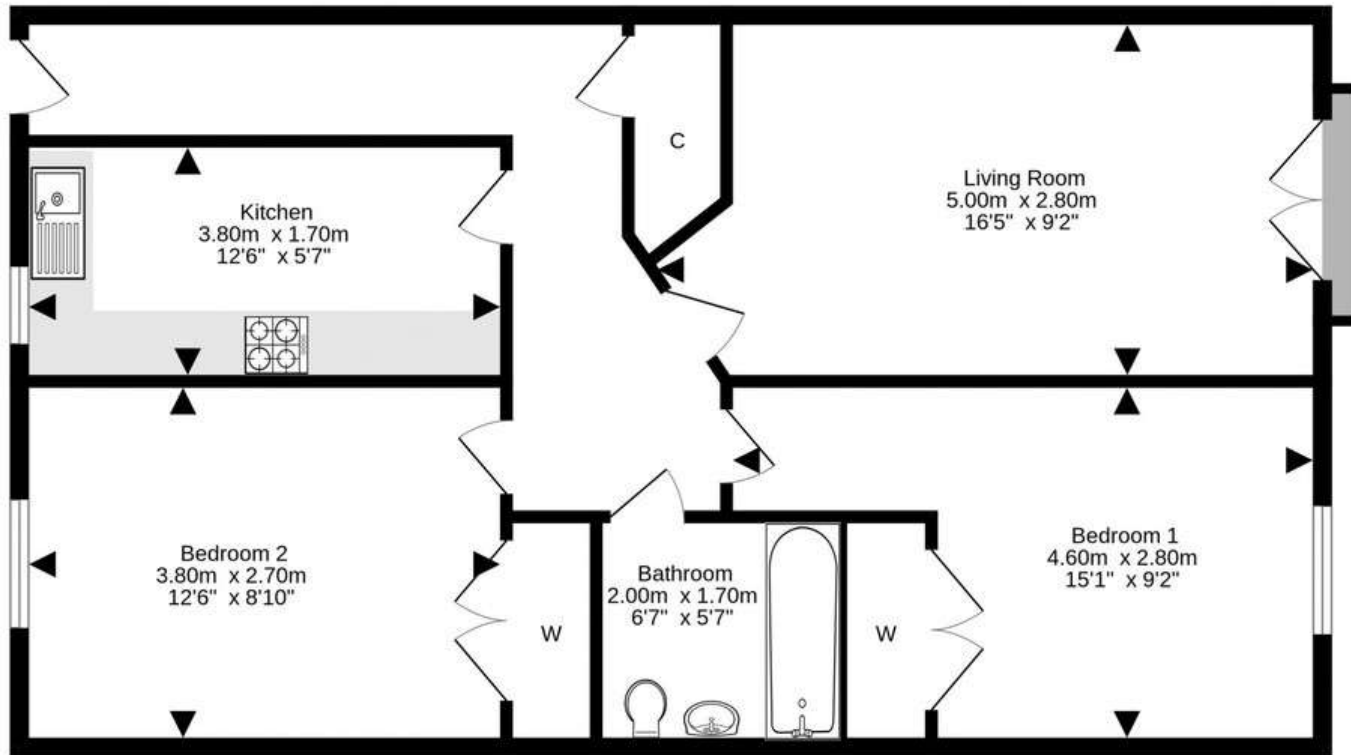 C
Living Room
5.00m x 2.80m
16'5" x 9'2"
Kitchen
3.80m x 1.70m
12'6" x 5'7"
Bedroom 2
3.80m x 2.70m
12'6" x 8'10"
W
Bathroom
2.00m x 1.70m
6'7" x 5'7"
W
Bedroom 1
4.60m x 2.80m
15'1" x 9'2"